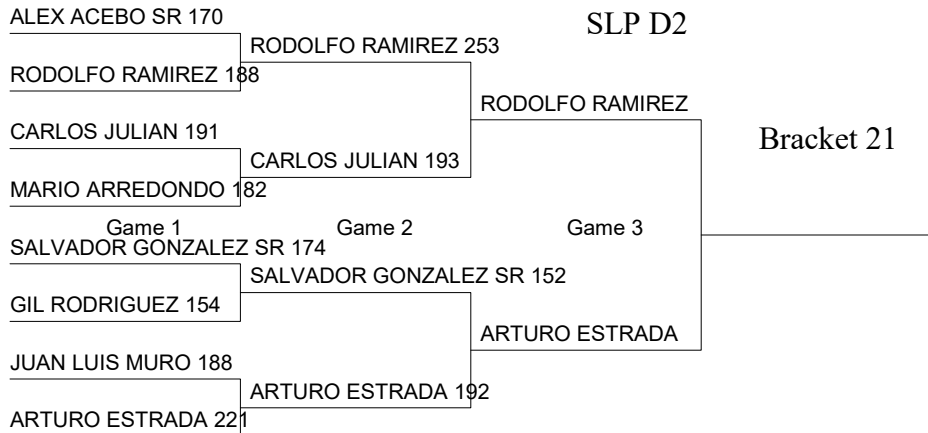 ALEX ACEBO SR 170
SLP D2
RODOLFO RAMIREZ 253
RODOLFO RAMIREZ 188
RODOLFO RAMIREZ
CARLOS JULIAN 191
Bracket 21
CARLOS JULIAN 193
MARIO ARREDONDO 182
Game 1 Game 2 Game 3
SALVADOR GONZALEZ SR 174
SALVADOR GONZALEZ SR 152
GIL RODRIGUEZ 154
ARTURO ESTRADA
JUAN LUIS MURO 188
ARTURO ESTRADA 192
ARTURO ESTRADA 221